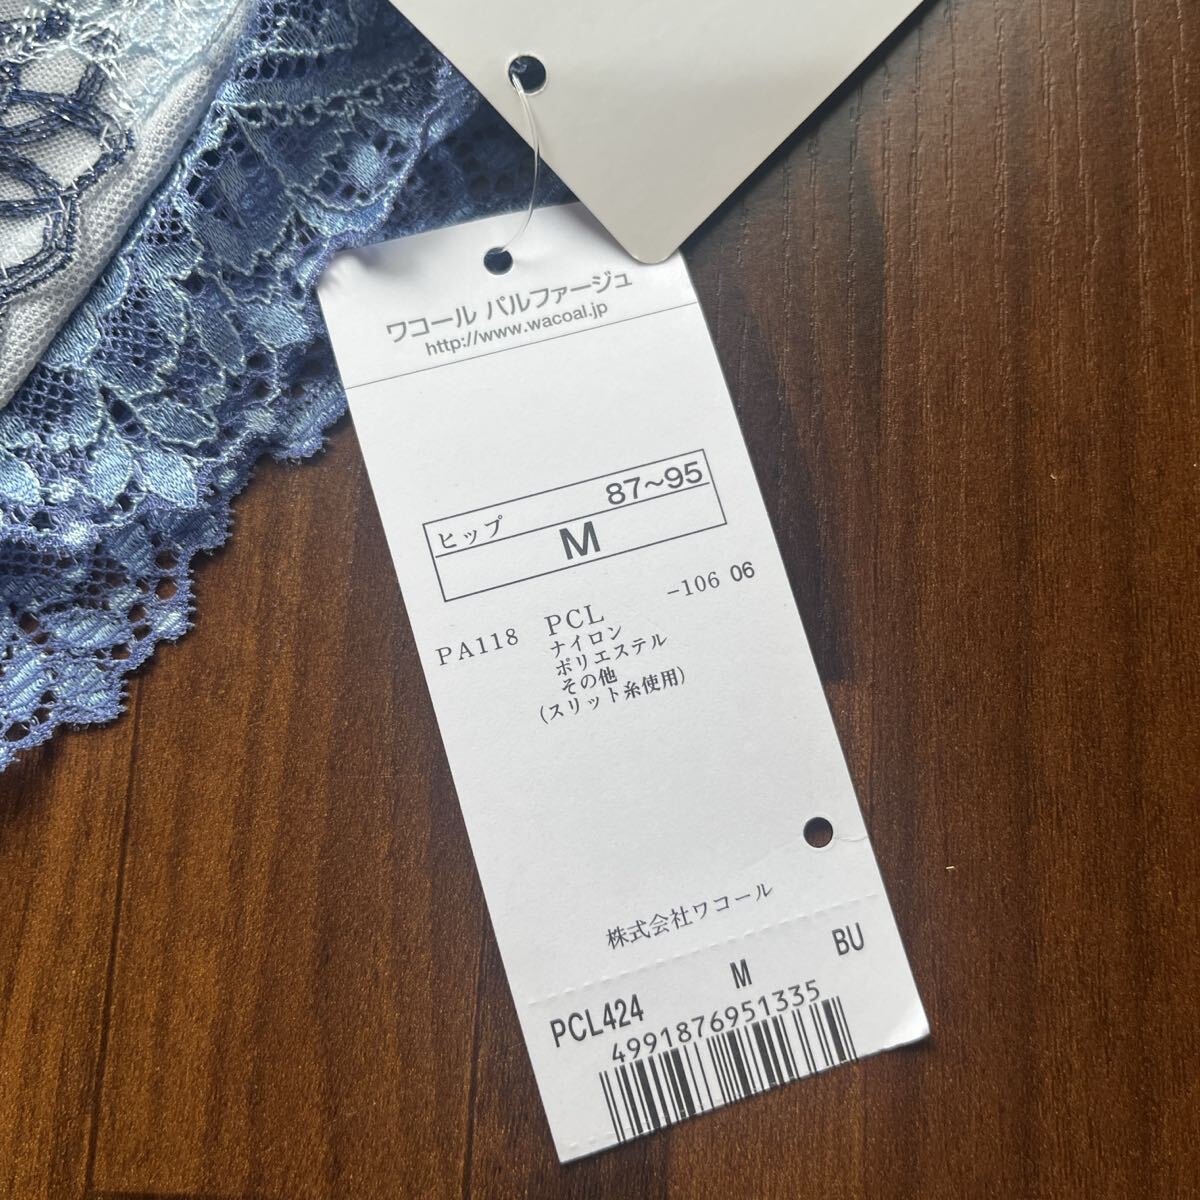 ワコール パルファージュ
http://www.wacoal.jp
ヒップ 87~95
M
PA118 PCL -106 06
ナイロン
ポリエステル
その他
(スリット糸使用)
株式会社ワコール
PCL424 M BU
4991876951335